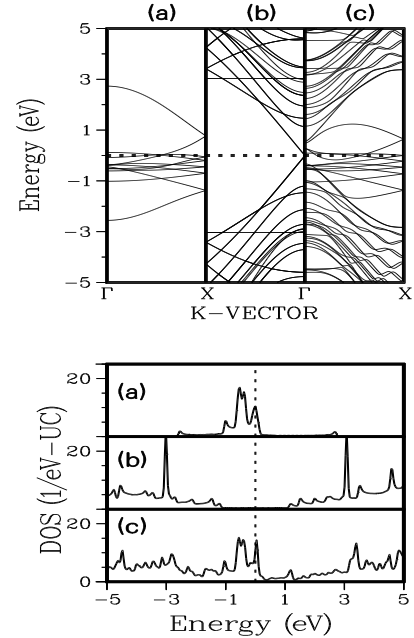 (a) (b) (c)
5
3
1
−1
−3
−5
Energy (eV)
Γ X Γ X
K−VECTOR
20
(a)
20
(b)
20
(c)
0
DOS (1/eV−UC)
−5 −3 −1 1 3 5
Energy (eV)